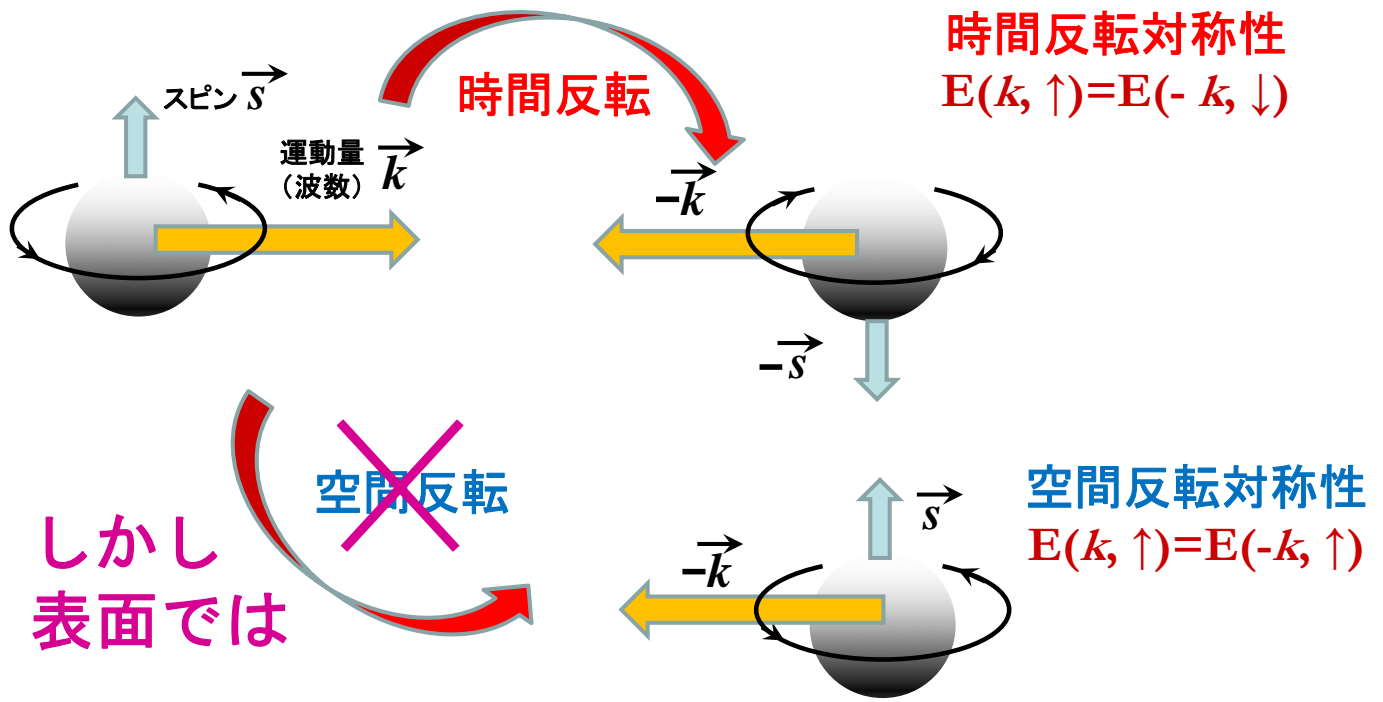 時間反転対称性
E(k, ↑)=E(- k, ↓)
スピン s
時間反転
運動量
（波数） k
−k
−s
空間反転
空間反転対称性
E(k, ↑)=E(-k, ↑)
s
−k
しかし
表面では